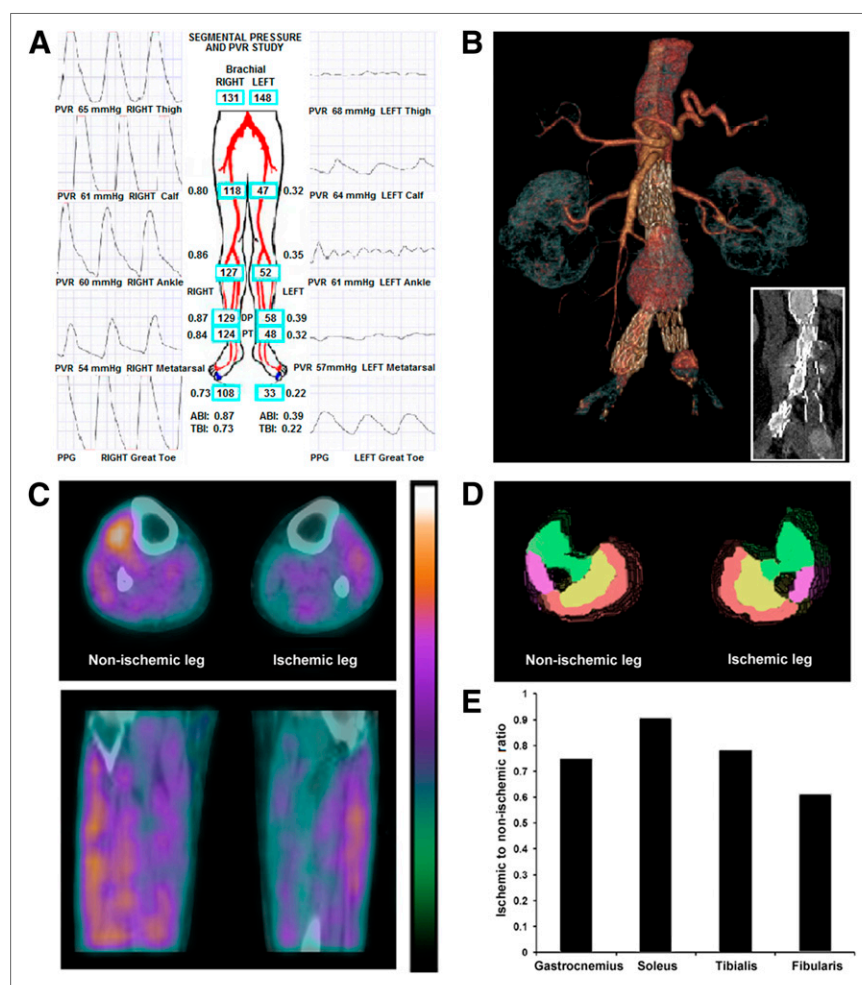 A
SEGMENTAL PRESSURE
AND PVR STUDY
Brachial
RIGHT LEFT
131 148
PVR 65 mmHg RIGHT Thigh
PVR 68 mmHg LEFT Thigh
0.80 118 47 0.32
PVR 61 mmHg RIGHT Calf
PVR 64 mmHg LEFT Calf
0.86 127 52 0.35
PVR 60 mmHg RIGHT Ankle
PVR 61 mmHg LEFT Ankle
RIGHT LEFT
0.87 129 DP 58 0.39
0.84 124 PT 48 0.32
PVR 54 mmHg RIGHT Metatarsal
PVR 57mmHg LEFT Metatarsal
0.73 108 33 0.22
ABI: 0.87 ABI: 0.39
TBI: 0.73 TBI: 0.22
PPG RIGHT Great Toe
PPG LEFT Great Toe
B
C
Non-ischemic leg Ischemic leg
D
Non-ischemic leg Ischemic leg
E
Ischemic to non-ischemic ratio
1
0.9
0.8
0.7
0.6
0.5
0.4
0.3
0.2
0.1
0
Gastrocnemius Soleus Tibialis Fibularis